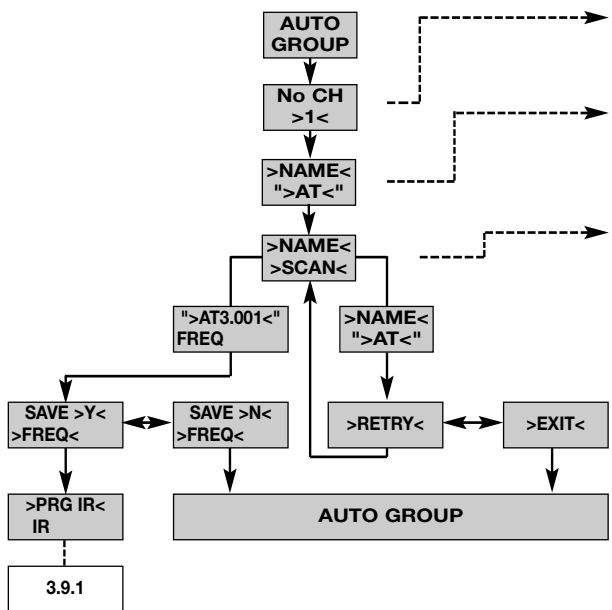 AUTO
GROUP
No CH
>1<
>NAME<
">AT<"
>NAME<
>SCAN<
">AT3.001<"
FREQ
>NAME<
">AT<"
SAVE >Y<
>FREQ<
SAVE >N<
>FREQ<
>RETRY<
>EXIT<
>PRG IR<
IR
AUTO GROUP
3.9.1